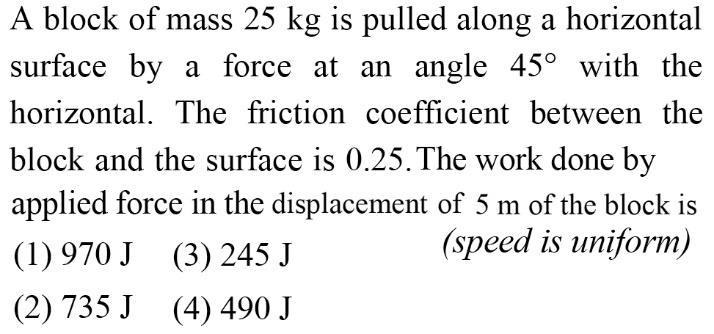 A block of mass 25 kg is pulled along a horizontal
surface by a force at an angle 45° with the
horizontal. The friction coefficient between the
block and the surface is 0.25. The work done by
applied force in the displacement of 5 m of the block is
(speed is uniform)
(1) 970 J (3) 245 J
(2) 735 J (4) 490 J